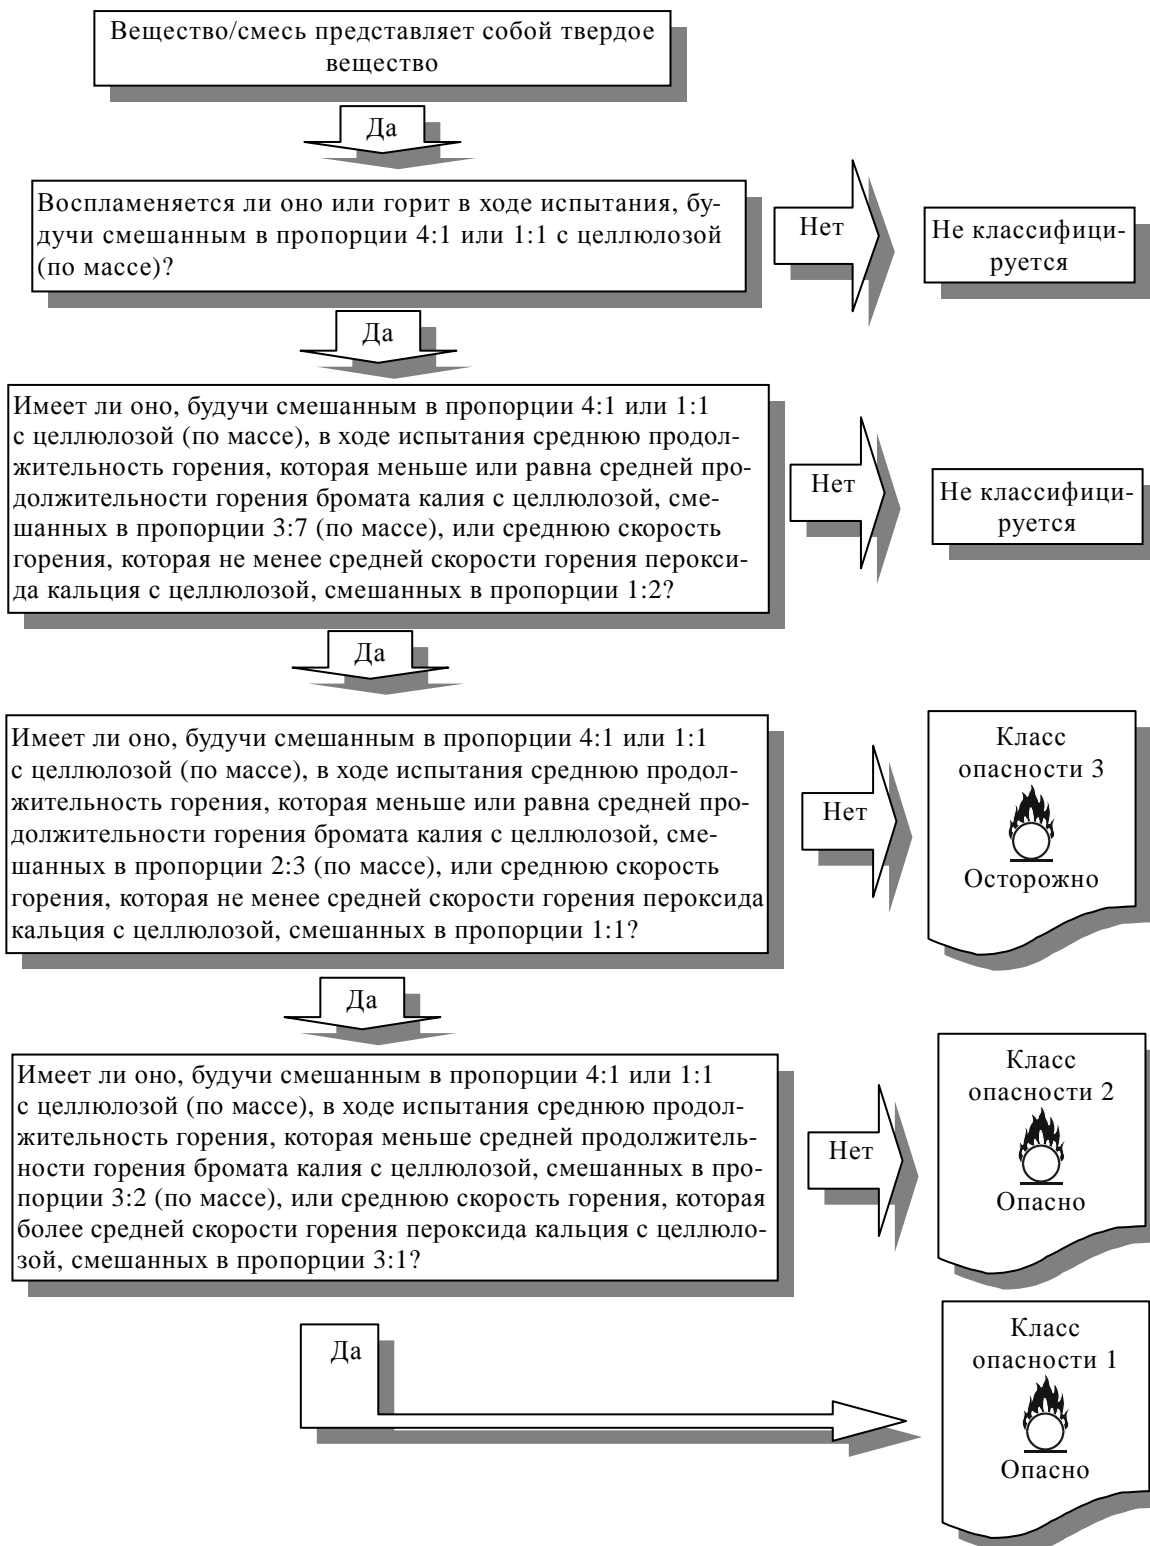 Вещество/смесь представляет собой твердое
вещество
Да
Воспламеняется ли оно или горит в ходе испытания, бу-
дучи смешанным в пропорции 4:1 или 1:1 с целлюлозой
(по массе)?
Нет
Не классифици-
руется
Да
Имеет ли оно, будучи смешанным в пропорции 4:1 или 1:1
с целлюлозой (по массе), в ходе испытания среднюю продол-
жительность горения, которая меньше или равна средней про-
должительности горения бромата калия с целлюлозой, сме-
шанных в пропорции 3:7 (по массе), или среднюю скорость
горения, которая не менее средней скорости горения перокси-
да кальция с целлюлозой, смешанных в пропорции 1:2?
Нет
Не классифици-
руется
Да
Имеет ли оно, будучи смешанным в пропорции 4:1 или 1:1
с целлюлозой (по массе), в ходе испытания среднюю продол-
жительность горения, которая меньше или равна средней про-
должительности горения бромата калия с целлюлозой, сме-
шанных в пропорции 2:3 (по массе), или среднюю скорость
горения, которая не менее средней скорости горения пероксида
кальция с целлюлозой, смешанных в пропорции 1:1?
Нет
Класс
опасности 3
Осторожно
Да
Имеет ли оно, будучи смешанным в пропорции 4:1 или 1:1
с целлюлозой (по массе), в ходе испытания среднюю продол-
жительность горения, которая меньше средней продолжитель-
ности горения бромата калия с целлюлозой, смешанных в про-
порции 3:2 (по массе), или среднюю скорость горения, которая
более средней скорости горения пероксида кальция с целлюло-
зой, смешанных в пропорции 3:1?
Нет
Класс
опасности 2
Опасно
Да
Класс
опасности 1
Опасно